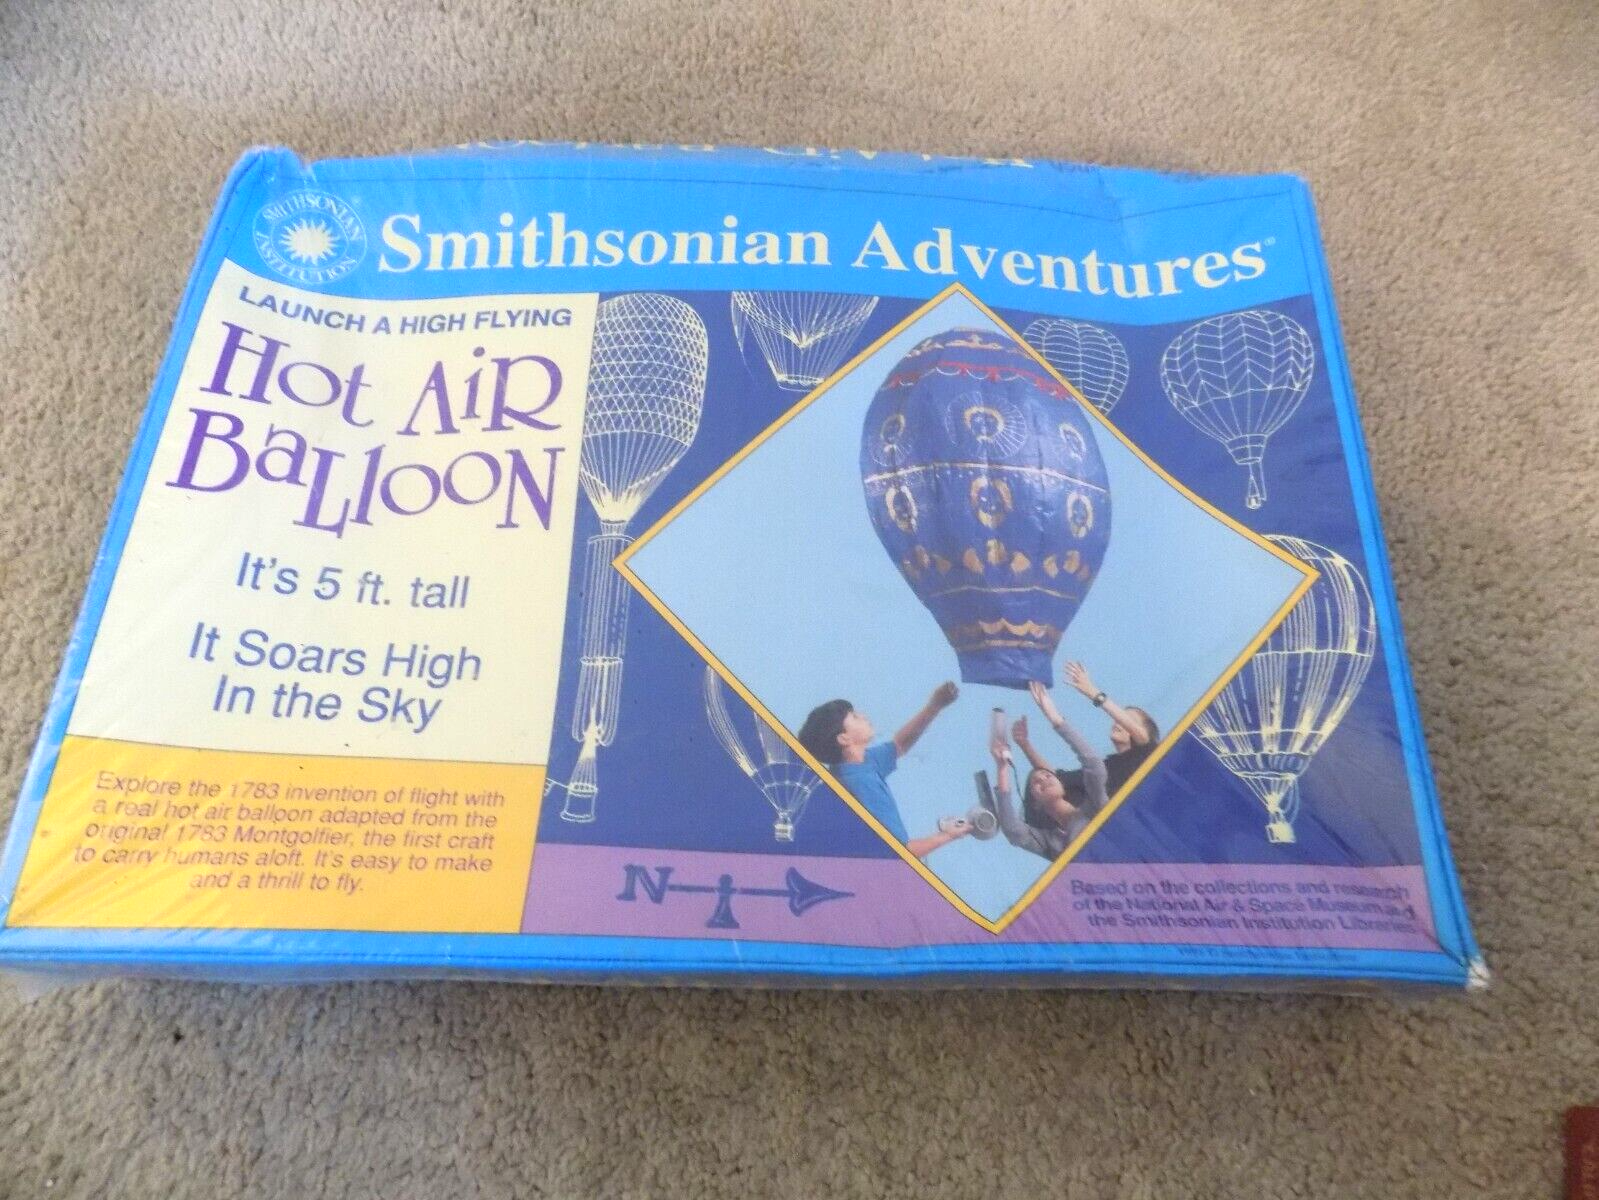 SMITHSONIAN INSTITUTION
Smithsonian Adventures®
LAUNCH A HIGH FLYING
HOT AiR
BaLlooN
It's 5 ft. tall
It Soars High
In the Sky
Explore the 1783 invention of flight with
a real hot air balloon adapted from the
original 1783 Montgolfier, the first craft
to carry humans aloft. It's easy to make
and a thrill to fly.
N
Based on the collections and research
of the National Air & Space Museum and
the Smithsonian Institution Libraries.